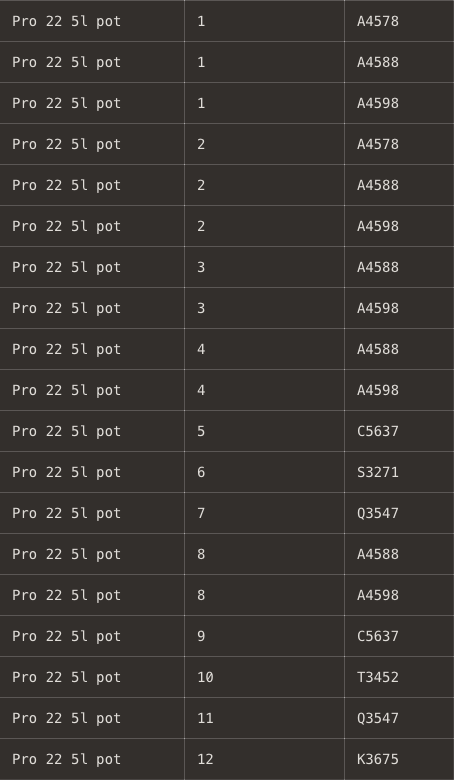 Pro 22 5l pot 1 A4578
Pro 22 5l pot 1 A4588
Pro 22 5l pot 1 A4598
Pro 22 5l pot 2 A4578
Pro 22 5l pot 2 A4588
Pro 22 5l pot 2 A4598
Pro 22 5l pot 3 A4588
Pro 22 5l pot 3 A4598
Pro 22 5l pot 4 A4588
Pro 22 5l pot 4 A4598
Pro 22 5l pot 5 C5637
Pro 22 5l pot 6 S3271
Pro 22 5l pot 7 Q3547
Pro 22 5l pot 8 A4588
Pro 22 5l pot 8 A4598
Pro 22 5l pot 9 C5637
Pro 22 5l pot 10 T3452
Pro 22 5l pot 11 Q3547
Pro 22 5l pot 12 K3675